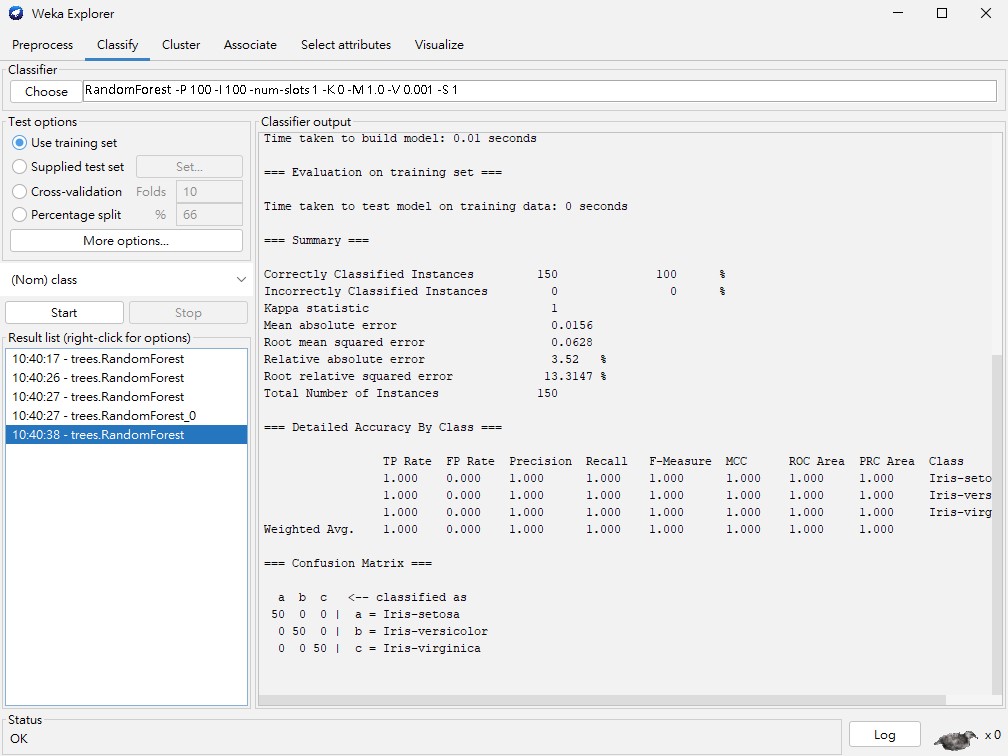 Weka Explorer
Preprocess Classify Cluster Associate Select attributes Visualize
Classifier
Choose RandomForest -P 100 -I 100 -num-slots 1 -K 0 -M 1.0 -V 0.001 -S 1
Test options
Use training set
Supplied test set Set...
Cross-validation Folds 10
Percentage split % 66
More options...
(Nom) class
Start Stop
Result list (right-click for options)
10:40:17 - trees.RandomForest
10:40:26 - trees.RandomForest
10:40:27 - trees.RandomForest
10:40:27 - trees.RandomForest_0
10:40:38 - trees.RandomForest
Classifier output
Time taken to build model: 0.01 seconds
=== Evaluation on training set ===
Time taken to test model on training data: 0 seconds
=== Summary ===
Correctly Classified Instances 150 100 %
Incorrectly Classified Instances 0 0 %
Kappa statistic 1
Mean absolute error 0.0156
Root mean squared error 0.0628
Relative absolute error 3.52 %
Root relative squared error 13.3147 %
Total Number of Instances 150
=== Detailed Accuracy By Class ===
TP Rate FP Rate Precision Recall F-Measure MCC ROC Area PRC Area Class
1.000 0.000 1.000 1.000 1.000 1.000 1.000 1.000 Iris-seto
1.000 0.000 1.000 1.000 1.000 1.000 1.000 1.000 Iris-vers
1.000 0.000 1.000 1.000 1.000 1.000 1.000 1.000 Iris-virg
Weighted Avg. 1.000 0.000 1.000 1.000 1.000 1.000 1.000 1.000
=== Confusion Matrix ===
a b c <-- classified as
50 0 0 | a = Iris-setosa
0 50 0 | b = Iris-versicolor
0 0 50 | c = Iris-virginica
Status
OK
Log x 0